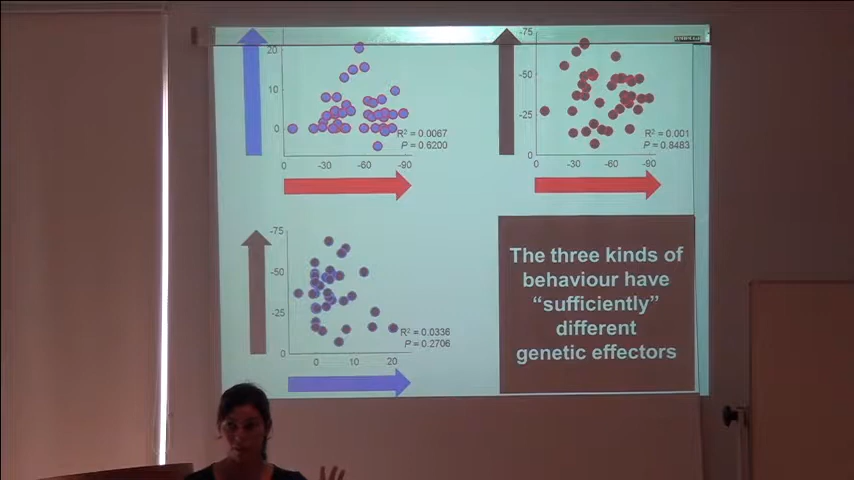 20
10
0
0
-30
-60
-90
R² = 0.0067
P = 0.6200
-75
-50
-25
0
0
-30
-60
-90
R² = 0.001
P = 0.8483
-75
-50
-25
0
0
10
20
R² = 0.0336
P = 0.2706
The three kinds of
behaviour have
“sufficiently”
different
genetic effectors